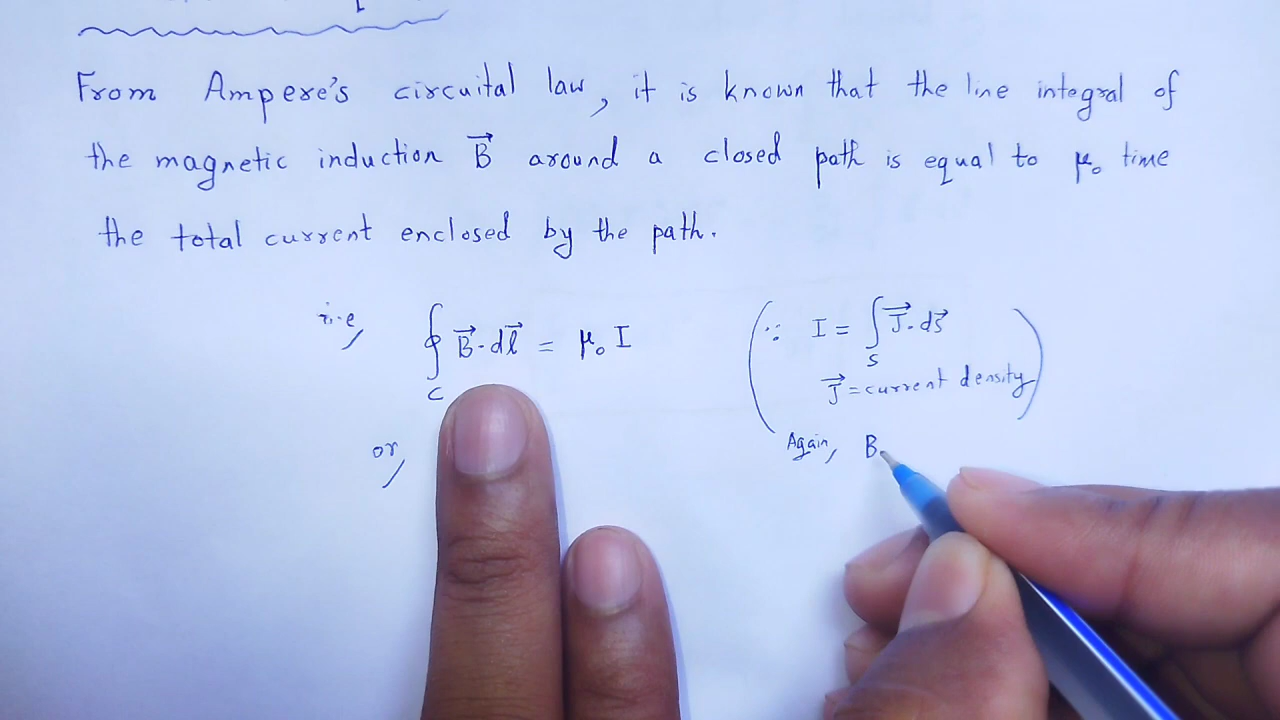 From Ampere's circuital law, it is known that the line integral of
the magnetic induction B⃗ around a closed path is equal to μ₀ time
the total current enclosed by the path.
i.e, ∮_C B⃗·dl⃗ = μ₀ I (∵ I = ∫_S J⃗·ds⃗
J⃗ = current density)
or, Again, B